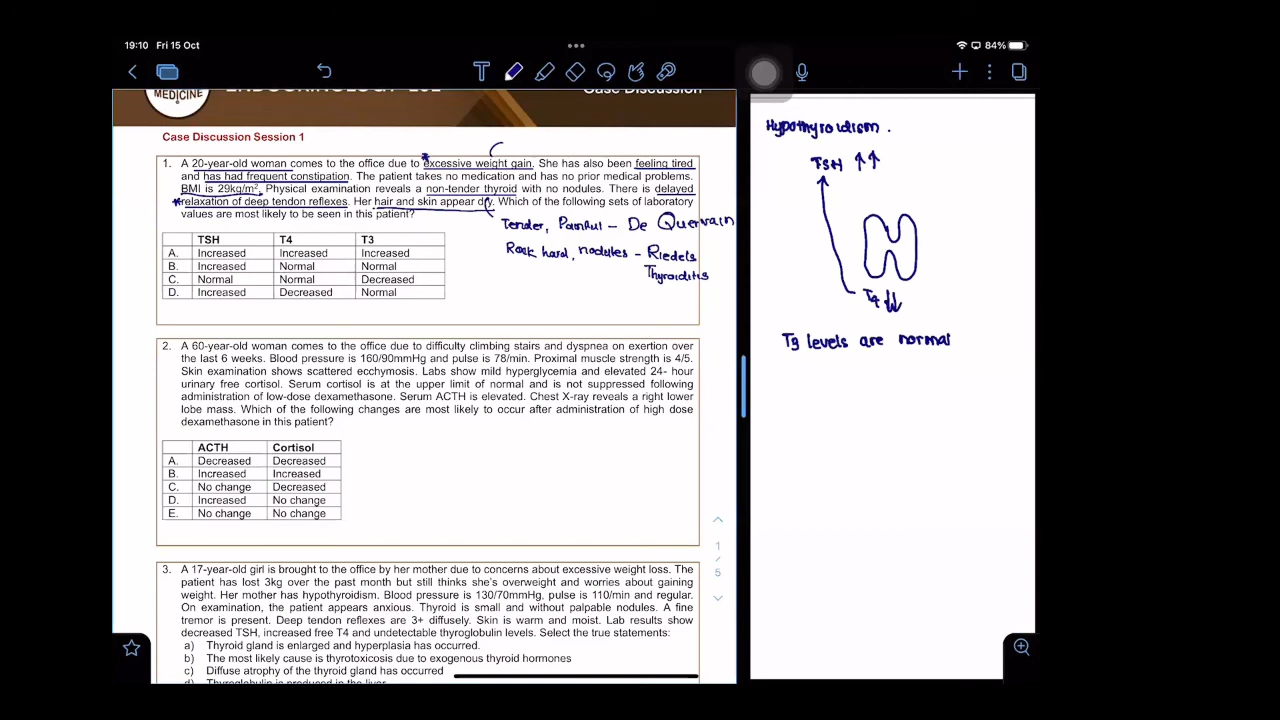 19:10 Fri 15 Oct
84%
MEDICINE
Case Discussion
Case Discussion Session 1
1. A 20-year-old woman comes to the office due to excessive weight gain. She has also been feeling tired
and has had frequent constipation. The patient takes no medication and has no prior medical problems.
BMI is 29kg/m². Physical examination reveals a non-tender thyroid with no nodules. There is delayed
relaxation of deep tendon reflexes. Her hair and skin appear dry. Which of the following sets of laboratory
values are most likely to be seen in this patient?
Tender, Painful - De Quervain
Rock hard, nodules - Riedels
Thyroiditis
TSH T4 T3
A. Increased Increased Increased
B. Increased Normal Normal
C. Normal Normal Decreased
D. Increased Decreased Normal
2. A 60-year-old woman comes to the office due to difficulty climbing stairs and dyspnea on exertion over
the last 6 weeks. Blood pressure is 160/90mmHg and pulse is 78/min. Proximal muscle strength is 4/5.
Skin examination shows scattered ecchymosis. Labs show mild hyperglycemia and elevated 24- hour
urinary free cortisol. Serum cortisol is at the upper limit of normal and is not suppressed following
administration of low-dose dexamethasone. Serum ACTH is elevated. Chest X-ray reveals a right lower
lobe mass. Which of the following changes are most likely to occur after administration of high dose
dexamethasone in this patient?
ACTH Cortisol
A. Decreased Decreased
B. Increased Increased
C. No change Decreased
D. Increased No change
E. No change No change
3. A 17-year-old girl is brought to the office by her mother due to concerns about excessive weight loss. The
patient has lost 3kg over the past month but still thinks she's overweight and worries about gaining
weight. Her mother has hypothyroidism. Blood pressure is 130/70mmHg, pulse is 110/min and regular.
On examination, the patient appears anxious. Thyroid is small and without palpable nodules. A fine
tremor is present. Deep tendon reflexes are 3+ diffusely. Skin is warm and moist. Lab results show
decreased TSH, increased free T4 and undetectable thyroglobulin levels. Select the true statements:
a) Thyroid gland is enlarged and hyperplasia has occurred.
b) The most likely cause is thyrotoxicosis due to exogenous thyroid hormones
c) Diffuse atrophy of the thyroid gland has occurred
1
/
5
Hypothyroidism.
TSH ↑↑
T4 ↓↓
T3 levels are normal